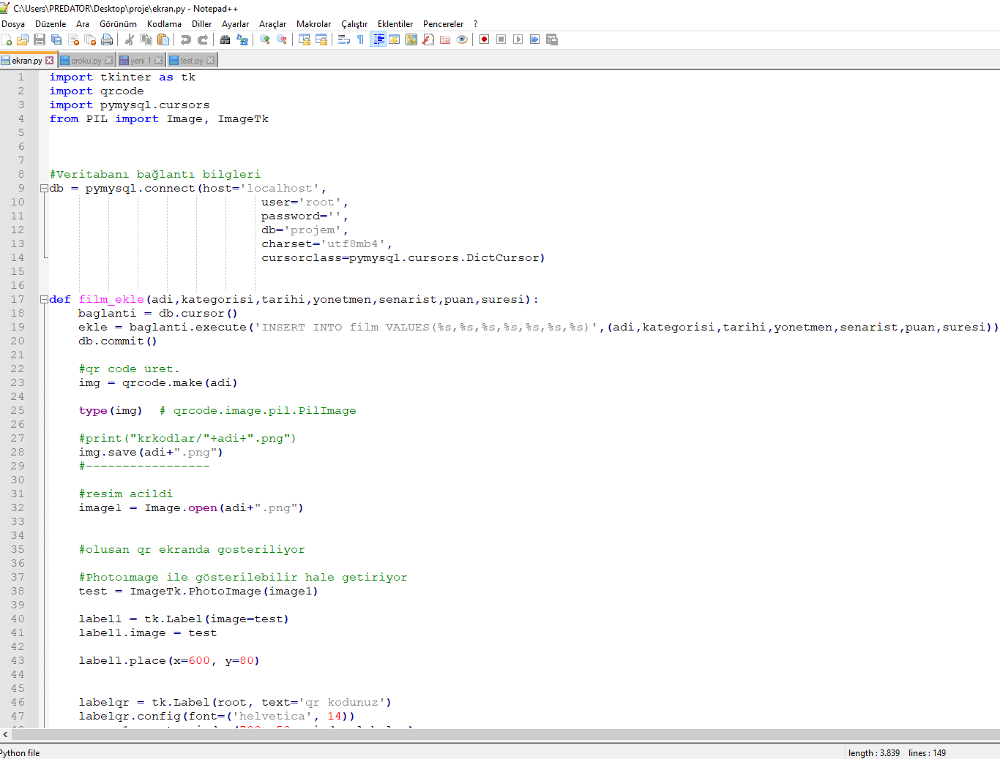 C:\Users\PREDATOR\Desktop\proje\ekran.py - Notepad++
Dosya Düzenle Ara Görünüm Kodlama Diller Ayarlar Araçlar Makrolar Çalıştır Eklentiler Pencereler ?
ekran.py qroku.py yeni 1 test.py
1 import tkinter as tk
2 import qrcode
3 import pymysql.cursors
4 from PIL import Image, ImageTk
5
6
7
8 #Veritabanı bağlantı bilgleri
9 db = pymysql.connect(host='localhost',
10 user='root',
11 password='',
12 db='projem',
13 charset='utf8mb4',
14 cursorclass=pymysql.cursors.DictCursor)
15
16
17 def film_ekle(adi,kategorisi,tarihi,yonetmen,senarist,puan,suresi):
18 baglanti = db.cursor()
19 ekle = baglanti.execute('INSERT INTO film VALUES(%s,%s,%s,%s,%s,%s,%s)',(adi,kategorisi,tarihi,yonetmen,senarist,puan,suresi))
20 db.commit()
21
22 #qr code üret.
23 img = qrcode.make(adi)
24
25 type(img) # qrcode.image.pil.PilImage
26
27 #print("krkodlar/"+adi+".png")
28 img.save(adi+".png")
29 #-----------------
30
31 #resim acildi
32 image1 = Image.open(adi+".png")
33
34
35 #olusan qr ekranda gosteriliyor
36
37 #Photoımage ile gösterilebilir hale getiriyor
38 test = ImageTk.PhotoImage(image1)
39
40 label1 = tk.Label(image=test)
41 label1.image = test
42
43 label1.place(x=600, y=80)
44
45
46 labelqr = tk.Label(root, text='qr kodunuz')
47 labelqr.config(font=('helvetica', 14))
Python file length : 3.839 lines : 149